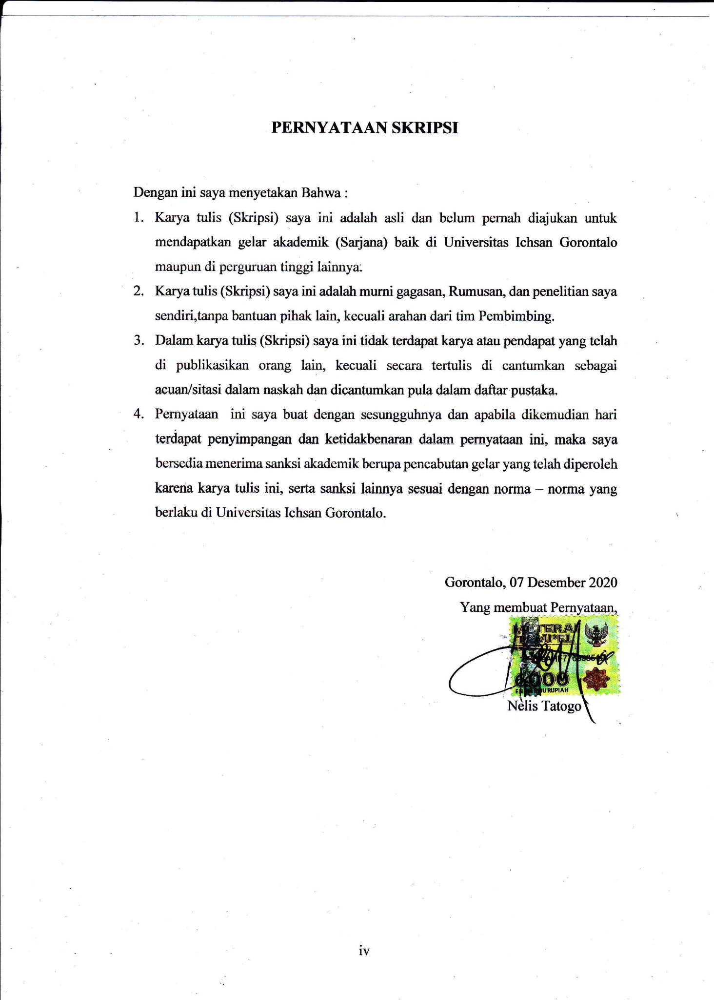 PERNYATAAN SKRIPSI
Dengan ini saya menyetakan Bahwa :
1. Karya tulis (Skripsi) saya ini adalah asli dan belum pernah diajukan untuk
mendapatkan gelar akademik (Sarjana) baik di Universitas Ichsan Gorontalo
maupun di perguruan tinggi lainnya.
2. Karya tulis (Skripsi) saya ini adalah murni gagasan, Rumusan, dan penelitian saya
sendiri,tanpa bantuan pihak lain, kecuali arahan dari tim Pembimbing.
3. Dalam karya tulis (Skripsi) saya ini tidak terdapat karya atau pendapat yang telah
di publikasikan orang lain, kecuali secara tertulis di cantumkan sebagai
acuan/sitasi dalam naskah dan dicantumkan pula dalam daftar pustaka.
4. Pernyataan ini saya buat dengan sesungguhnya dan apabila dikemudian hari
terdapat penyimpangan dan ketidakbenaran dalam pernyataan ini, maka saya
bersedia menerima sanksi akademik berupa pencabutan gelar yang telah diperoleh
karena karya tulis ini, serta sanksi lainnya sesuai dengan norma – norma yang
berlaku di Universitas Ichsan Gorontalo.
Gorontalo, 07 Desember 2020
Yang membuat Pernyataan,
METERAI
TEMPEL
6000
RUPIAH
Nelis Tatogo
iv